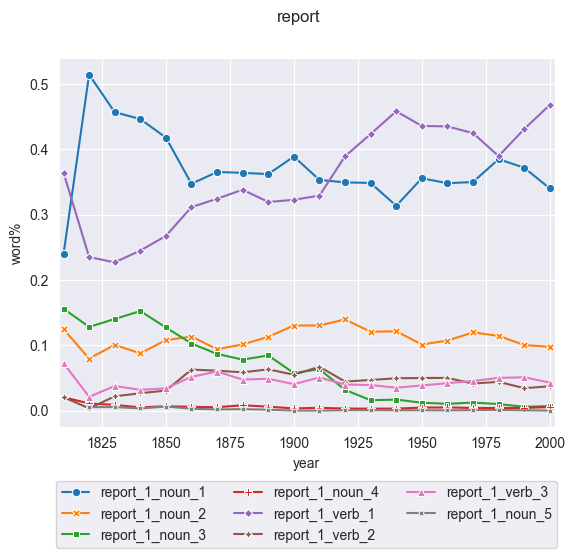 report
0.5
0.4
0.3
0.2
0.1
0.0
word%
1825 1850 1875 1900 1925 1950 1975 2000
year
report_1_noun_1 report_1_noun_4 report_1_verb_3
report_1_noun_2 report_1_verb_1 report_1_noun_5
report_1_noun_3 report_1_verb_2